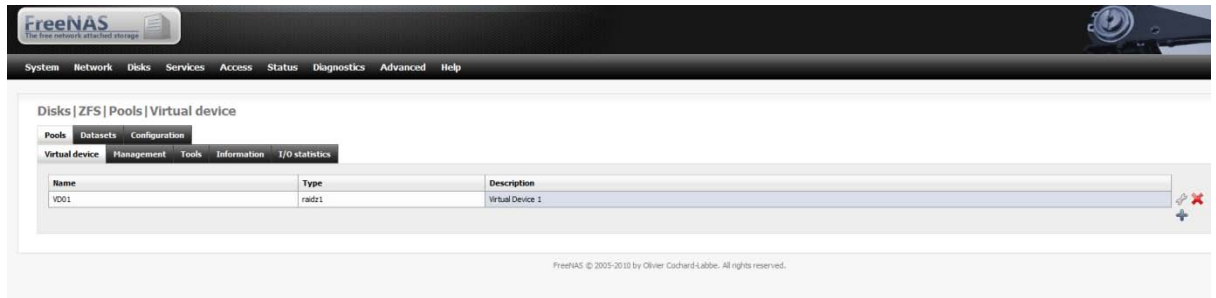 FreeNAS
The free network attached storage
System Network Disks Services Access Status Diagnostics Advanced Help
Disks|ZFS|Pools|Virtual device
Pools Datasets Configuration
Virtual device Management Tools Information I/O statistics
Name Type Description
VD01 raidz1 Virtual Device 1
FreeNAS © 2005-2010 by Olivier Cochard-Labbe. All rights reserved.